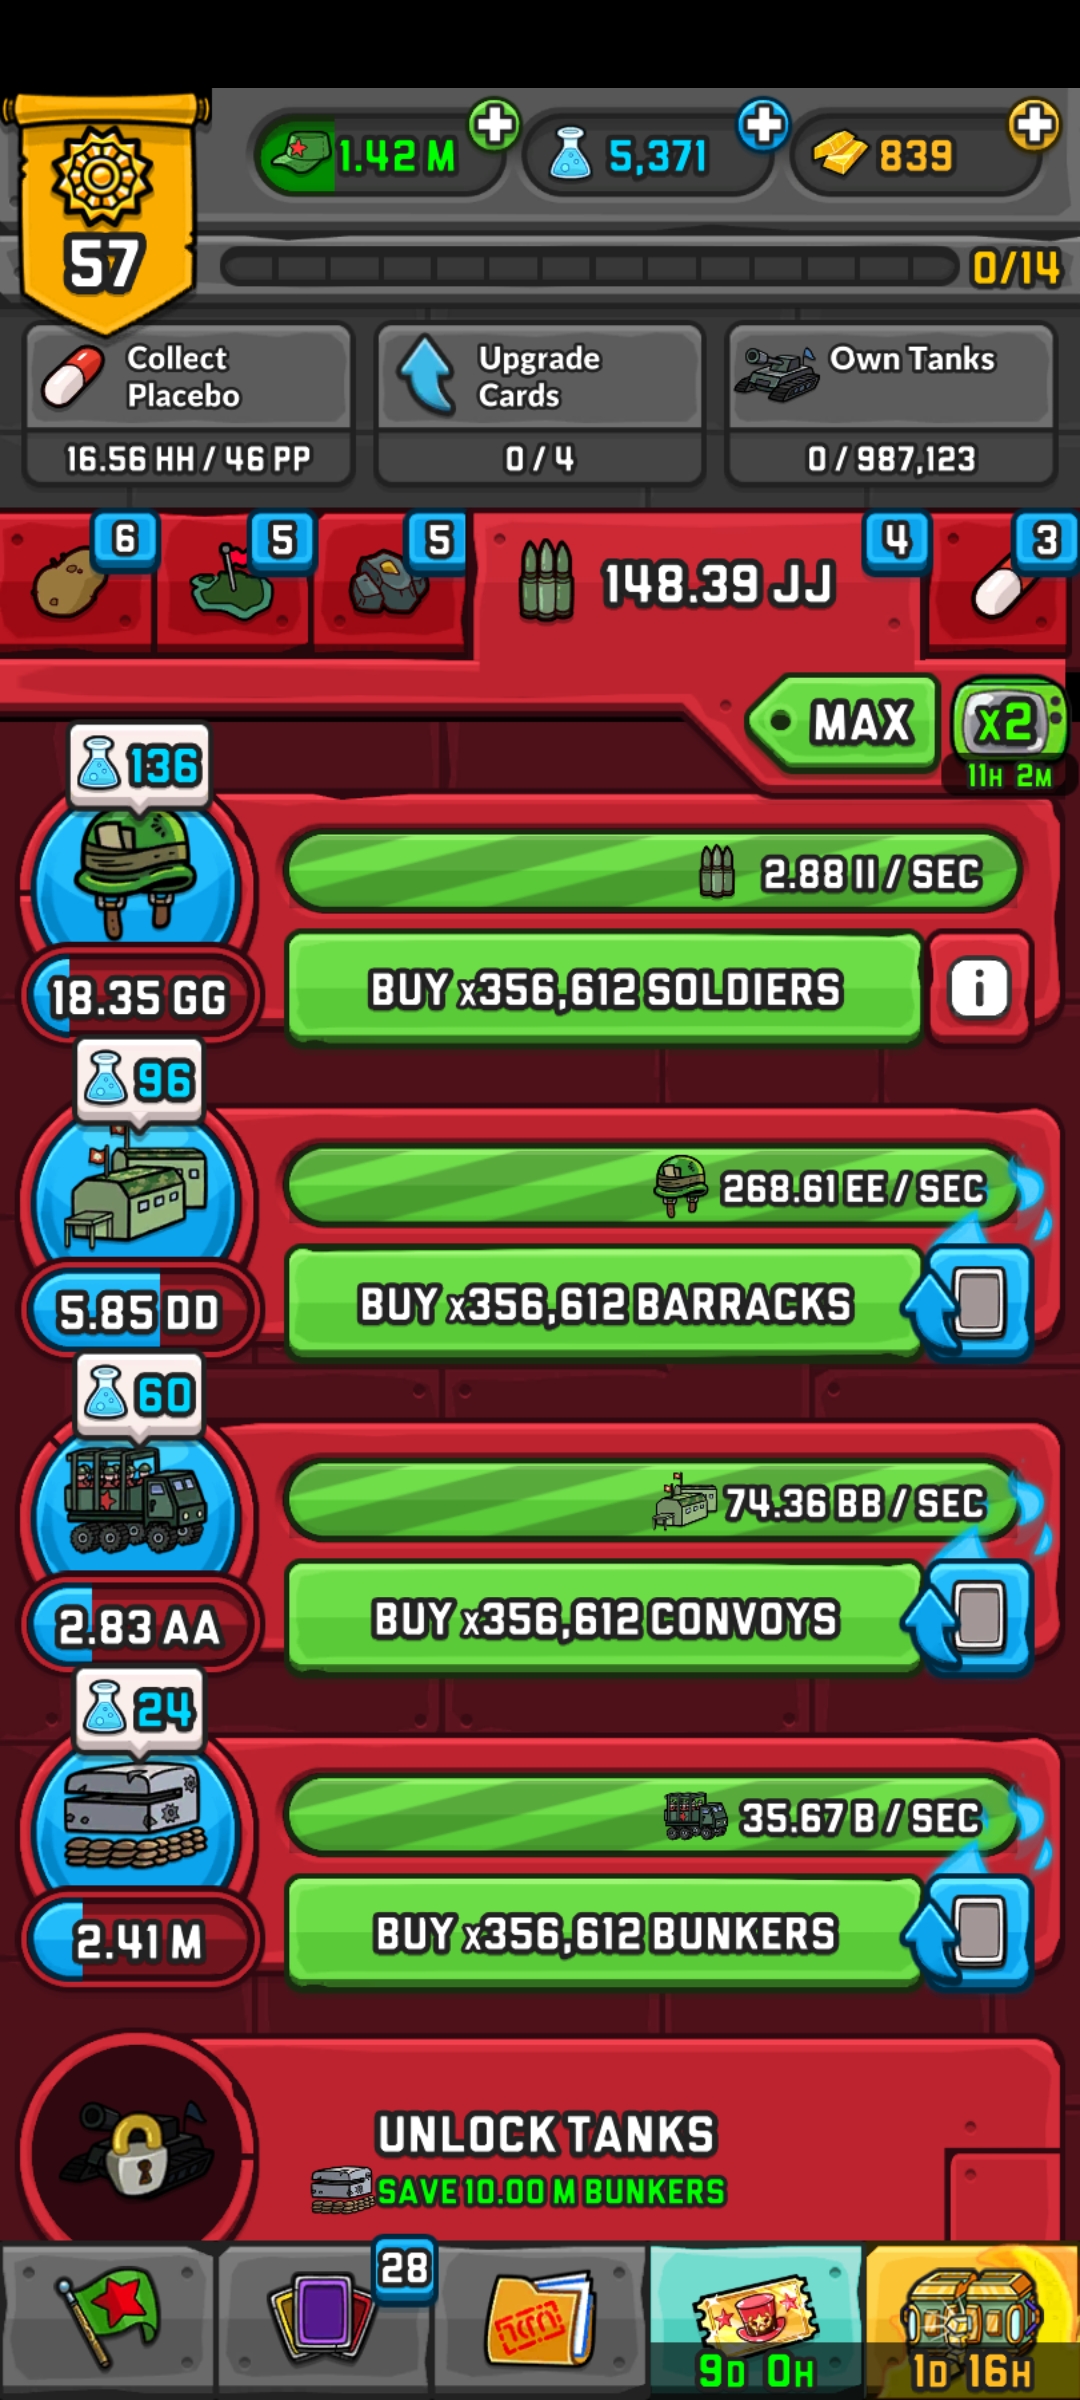 1.42 M
5,371
839
57
0/14
Collect
Placebo
16.56 HH / 46 PP
Upgrade
Cards
0 / 4
Own Tanks
0 / 987,123
6
5
5
148.39 JJ
4
3
MAX
x2
11H 2M
136
2.88 II / SEC
18.35 GG
BUY x356,612 SOLDIERS
i
96
268.61 EE / SEC
5.85 DD
BUY x356,612 BARRACKS
60
74.36 BB / SEC
2.83 AA
BUY x356,612 CONVOYS
24
35.67 B / SEC
2.41 M
BUY x356,612 BUNKERS
UNLOCK TANKS
SAVE 10.00 M BUNKERS
28
9D 0H
1D 16H